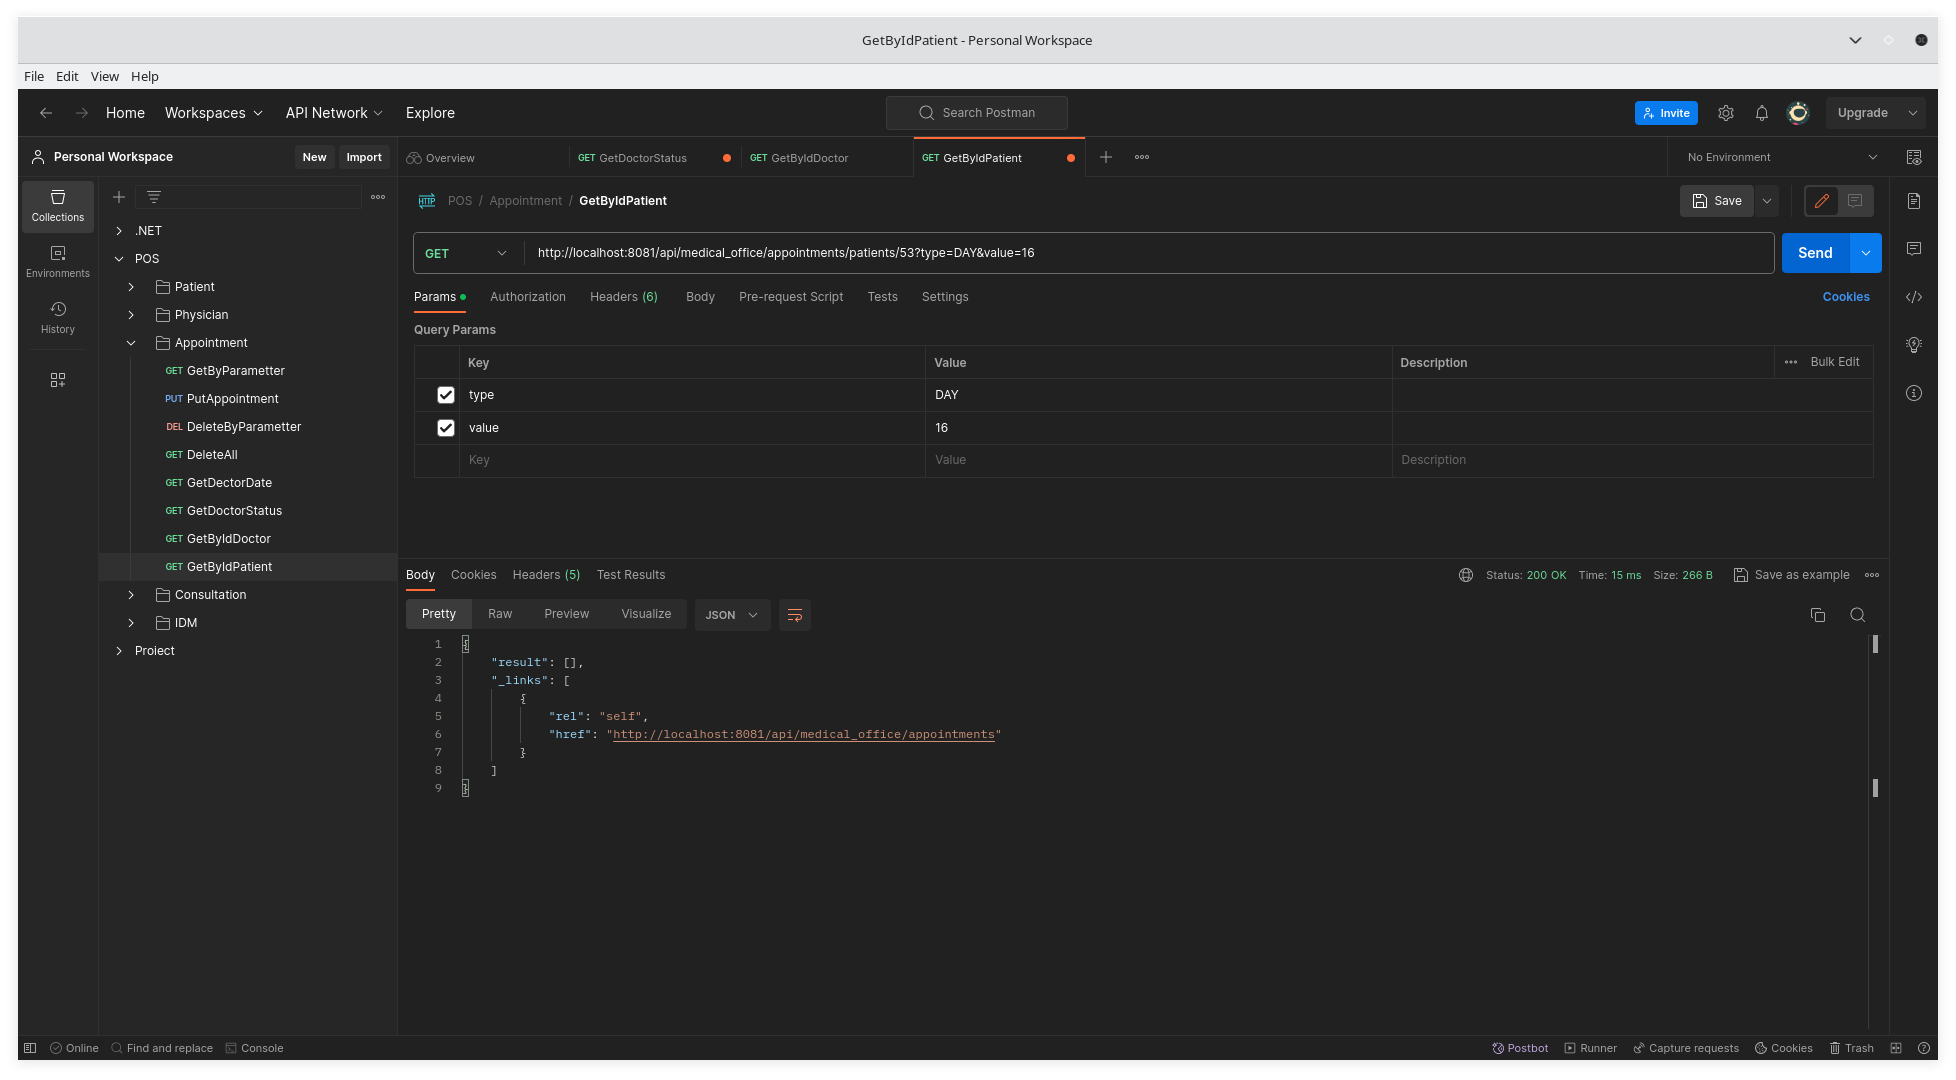 GetByIdPatient - Personal Workspace
File Edit View Help
Home Workspaces API Network Explore Search Postman Invite Upgrade
Personal Workspace New Import
Overview GET GetDoctorStatus GET GetByIdDoctor GET GetByIdPatient No Environment
Collections
Environments
History
.NET
POS
Patient
Physician
Appointment
GET GetByParametter
PUT PutAppointment
DEL DeleteByParametter
GET DeleteAll
GET GetDectorDate
GET GetDoctorStatus
GET GetByIdDoctor
GET GetByIdPatient
Consultation
IDM
Proiect
HTTP POS / Appointment / GetByIdPatient Save
GET http://localhost:8081/api/medical_office/appointments/patients/53?type=DAY&value=16 Send
Params Authorization Headers (6) Body Pre-request Script Tests Settings Cookies
Query Params
Key Value Description Bulk Edit
type DAY
value 16
Key Value Description
Body Cookies Headers (5) Test Results Status: 200 OK Time: 15 ms Size: 266 B Save as example
Pretty Raw Preview Visualize JSON
1 {
2 "result": [],
3 "_links": [
4 {
5 "rel": "self",
6 "href": "http://localhost:8081/api/medical_office/appointments"
7 }
8 ]
9 }
Online Find and replace Console Postbot Runner Capture requests Cookies Trash